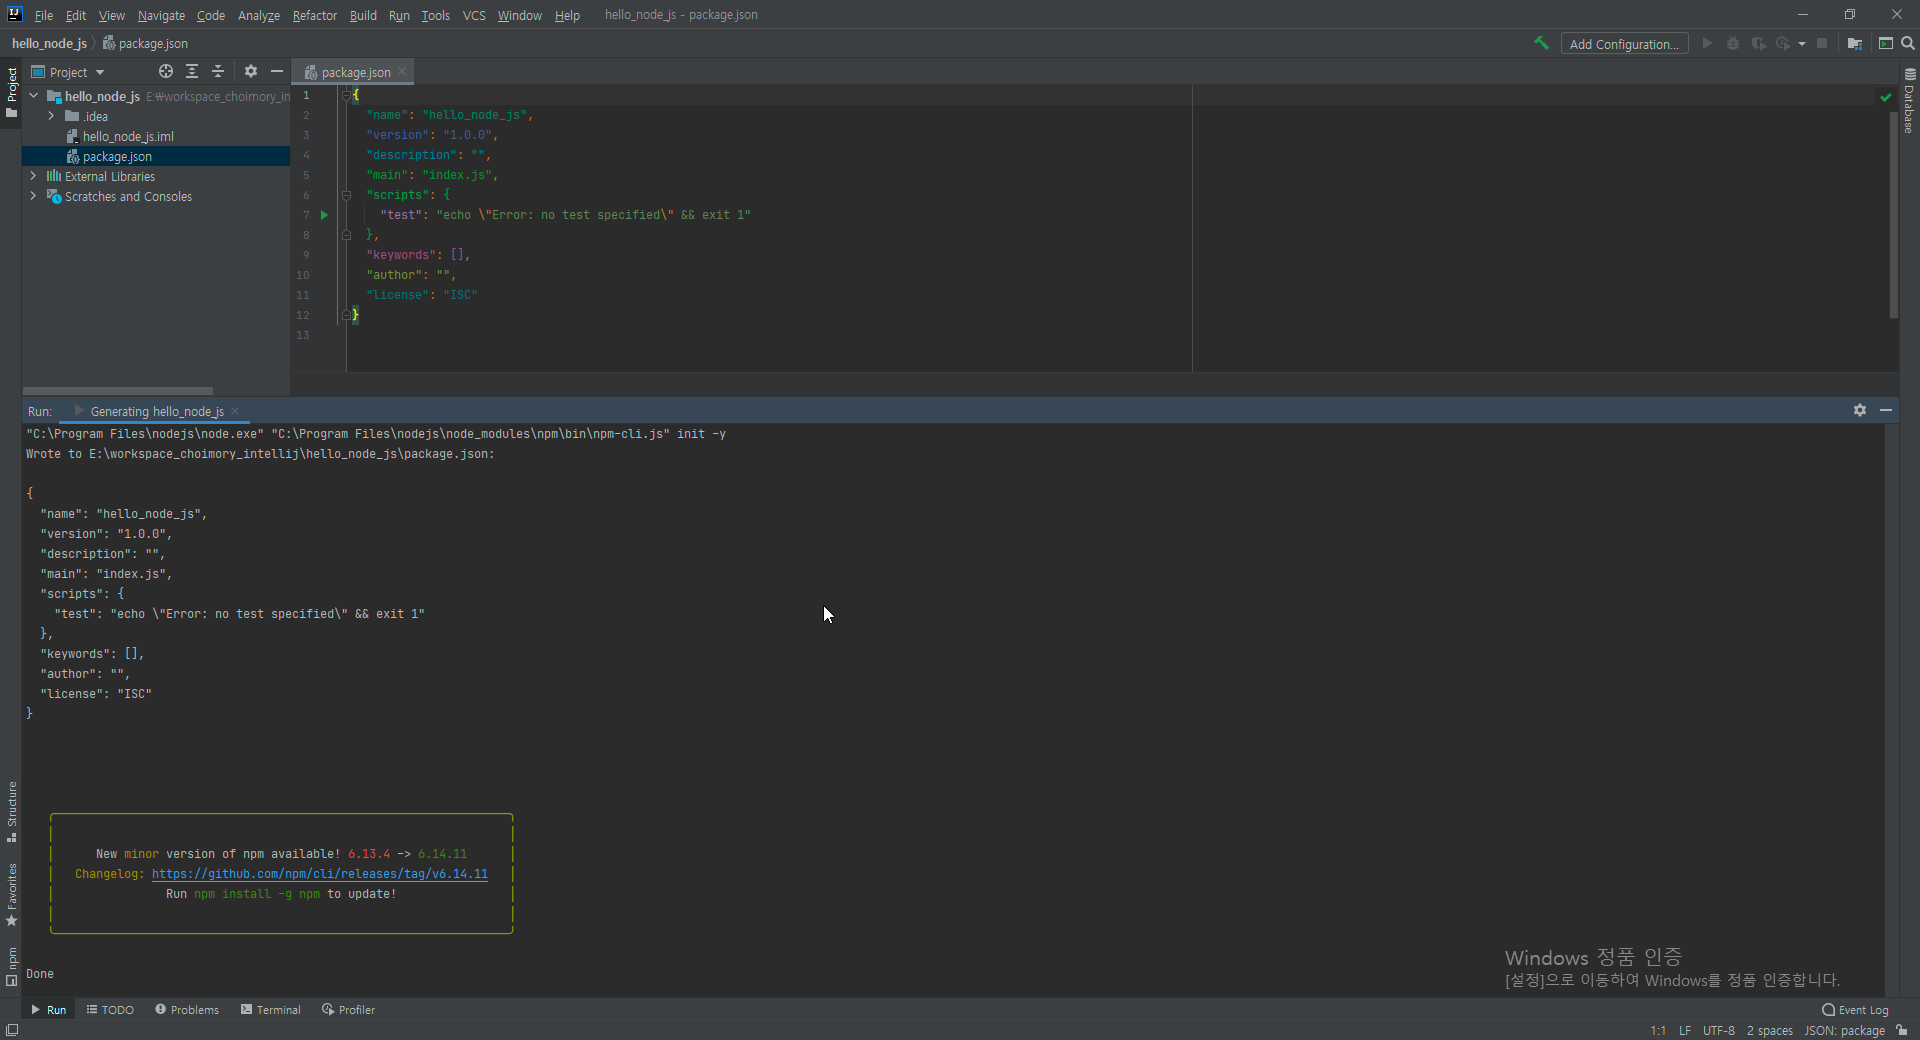 File Edit View Navigate Code Analyze Refactor Build Run Tools VCS Window Help hello_node_js - package.json
hello_node_js package.json
Add Configuration...
Project
Project
package.json
hello_node_js E:₩workspace_choimory_in
.idea
hello_node_js.iml
package.json
External Libraries
Scratches and Consoles
1 {
2 "name": "hello_node_js",
3 "version": "1.0.0",
4 "description": "",
5 "main": "index.js",
6 "scripts": {
7 "test": "echo \"Error: no test specified\" && exit 1"
8 },
9 "keywords": [],
10 "author": "",
11 "license": "ISC"
12 }
13
Database
Run: Generating hello_node_js
"C:\Program Files\nodejs\node.exe" "C:\Program Files\nodejs\node_modules\npm\bin\npm-cli.js" init -y
Wrote to E:\workspace_choimory_intellij\hello_node_js\package.json:
{
"name": "hello_node_js",
"version": "1.0.0",
"description": "",
"main": "index.js",
"scripts": {
"test": "echo \"Error: no test specified\" && exit 1"
},
"keywords": [],
"author": "",
"license": "ISC"
}
New minor version of npm available! 6.13.4 -> 6.14.11
Changelog: https://github.com/npm/cli/releases/tag/v6.14.11
Run npm install -g npm to update!
Done
Structure
Favorites
npm
Windows 정품 인증
[설정]으로 이동하여 Windows를 정품 인증합니다.
Run TODO Problems Terminal Profiler Event Log
1:1 LF UTF-8 2 spaces JSON: package